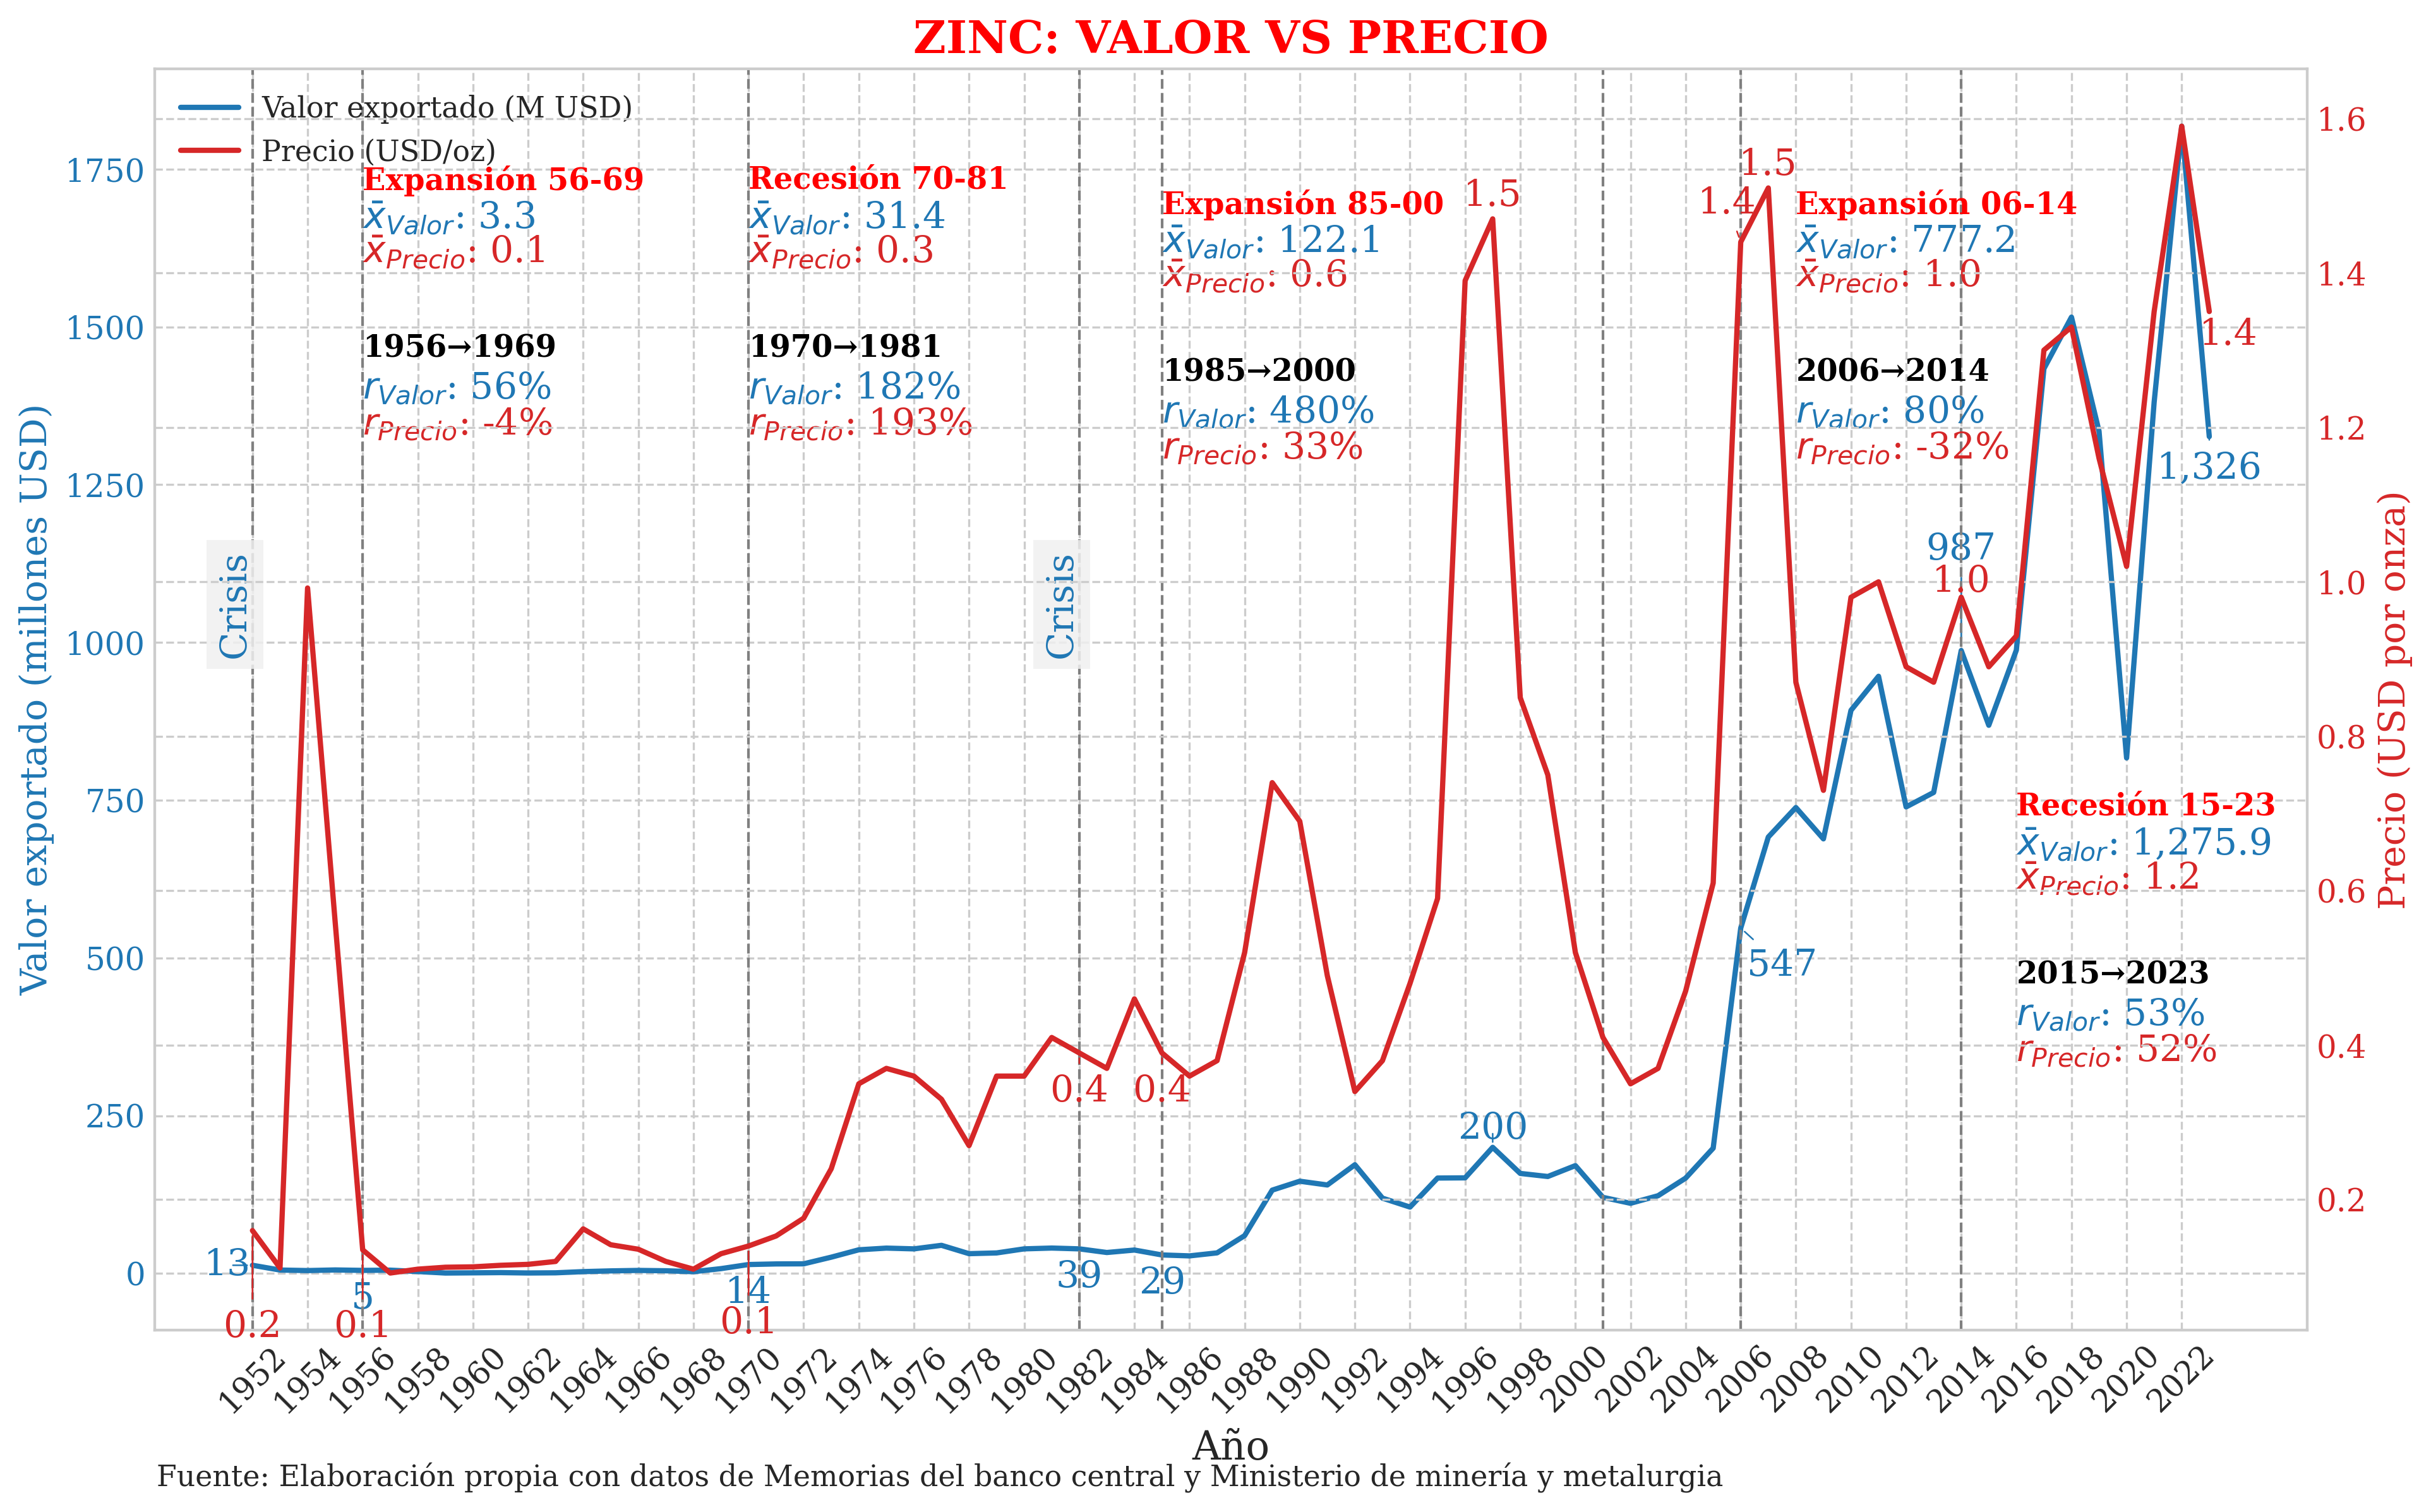 ZINC: VALOR VS PRECIO
Valor exportado (M USD)
Precio (USD/oz)
Expansión 56-69
x̄Valor: 3.3
x̄Precio: 0.1
1956→1969
rValor: 56%
rPrecio: -4%
Recesión 70-81
x̄Valor: 31.4
x̄Precio: 0.3
1970→1981
rValor: 182%
rPrecio: 193%
Expansión 85-00
x̄Valor: 122.1
x̄Precio: 0.6
1985→2000
rValor: 480%
rPrecio: 33%
Expansión 06-14
x̄Valor: 777.2
x̄Precio: 1.0
2006→2014
rValor: 80%
rPrecio: -32%
Recesión 15-23
x̄Valor: 1,275.9
x̄Precio: 1.2
2015→2023
rValor: 53%
rPrecio: 52%
Crisis
Crisis
13
5
14
39
29
200
547
987
1,326
0.2
0.1
0.1
0.4
0.4
1.5
1.4
1.5
1.0
1.4
Valor exportado (millones USD)
1750
1500
1250
1000
750
500
250
0
Precio (USD por onza)
1.6
1.4
1.2
1.0
0.8
0.6
0.4
0.2
1952
1954
1956
1958
1960
1962
1964
1966
1968
1970
1972
1974
1976
1978
1980
1982
1984
1986
1988
1990
1992
1994
1996
1998
2000
2002
2004
2006
2008
2010
2012
2014
2016
2018
2020
2022
Año
Fuente: Elaboración propia con datos de Memorias del banco central y Ministerio de minería y metalurgia